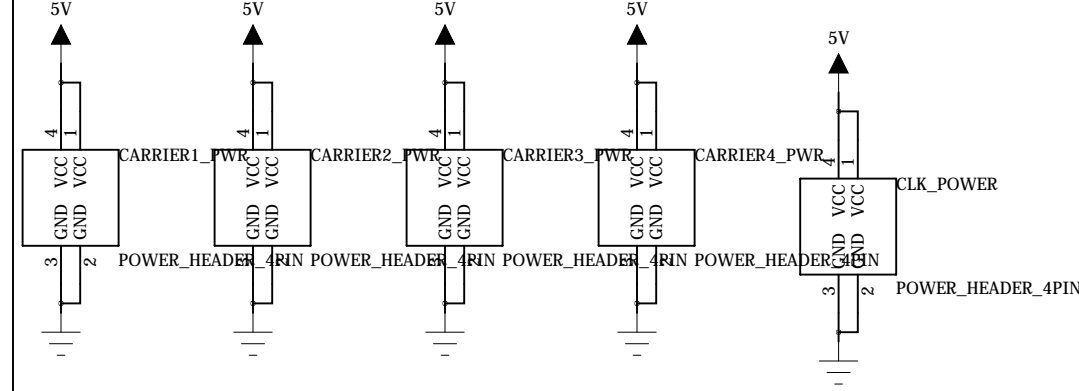 5V 5V 5V 5V
5V
4 1 4 1 4 1 4 1
4 1
CARRIER1_PWR CARRIER2_PWR CARRIER3_PWR CARRIER4_PWR
VCC VCC VCC VCC VCC VCC VCC VCC
CLK_POWER
VCC VCC
GND GND GND GND GND GND GND GND
GND GND
3 2 3 2 3 2 3 2
POWER_HEADER_4PIN POWER_HEADER_4PIN POWER_HEADER_4PIN POWER_HEADER_4PIN
3 2
POWER_HEADER_4PIN